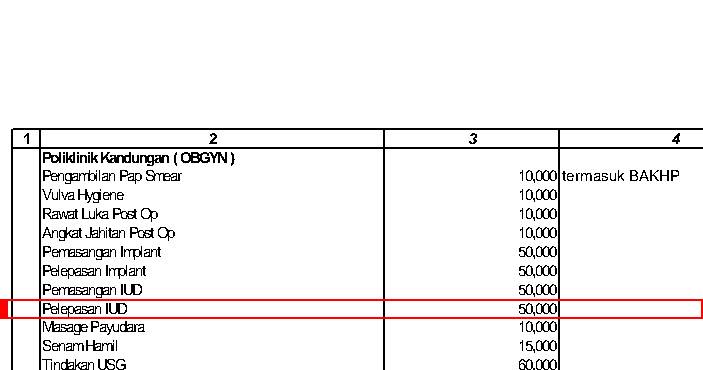 1 2 3 4
Poliklinik Kandungan ( OBGYN )
Pengambilan Pap Smear 10,000 termasuk BAKHP
Vulva Hygiene 10,000
Rawat Luka Post Op 10,000
Angkat Jahitan Post Op 10,000
Pemasangan Implant 50,000
Pelepasan Implant 50,000
Pemasangan IUD 50,000
Pelepasan IUD 50,000
Masage Payudara 10,000
Senam Hamil 15,000
Tindakan USG 60,000